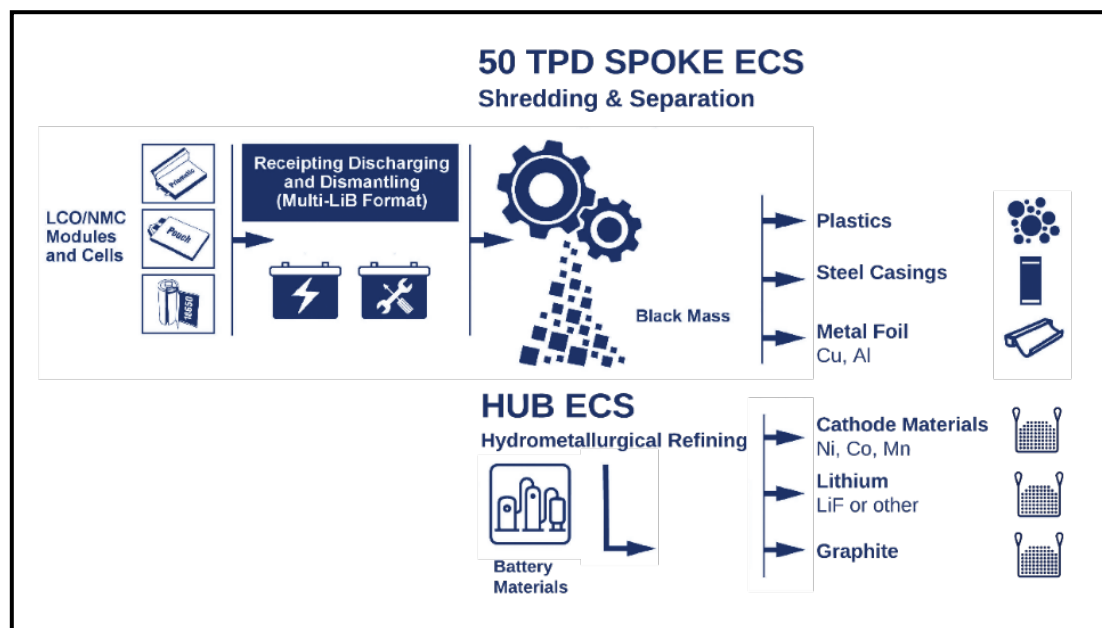 50 TPD SPOKE ECS
Shredding & Separation
LCO/NMC
Modules
and Cells
Prismatic
Pouch
18650
Receipting Discharging
and Dismantling
(Multi-LiB Format)
Black Mass
Plastics
Steel Casings
Metal Foil
Cu, Al
HUB ECS
Hydrometallurgical Refining
Battery
Materials
Cathode Materials
Ni, Co, Mn
Lithium
LiF or other
Graphite